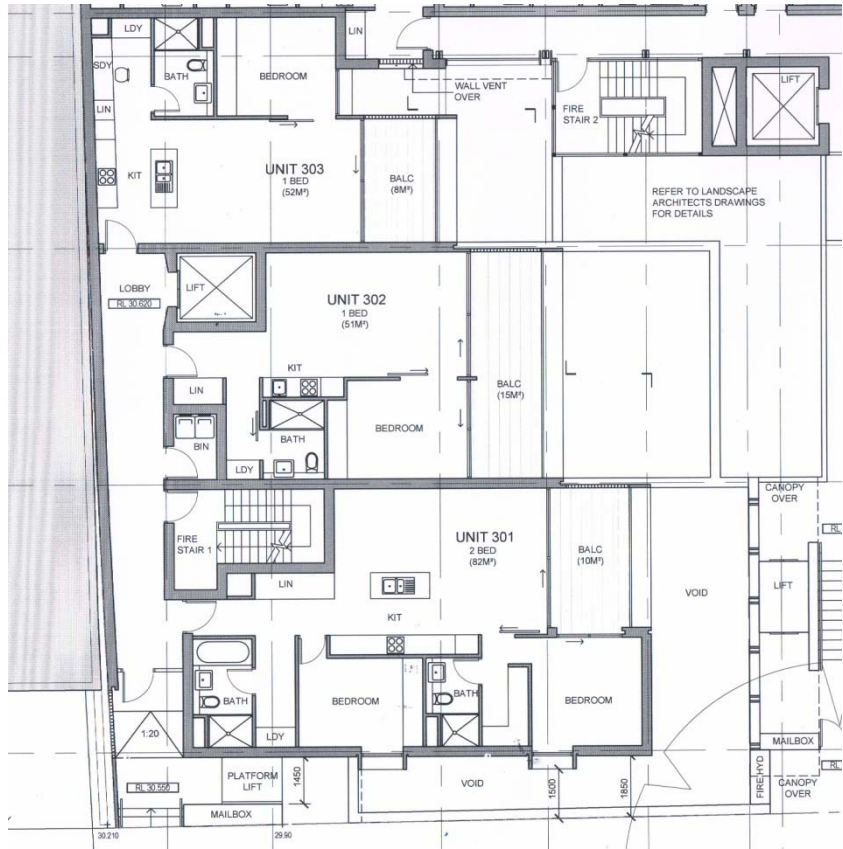 LDY
LIN
SDY
BATH
BEDROOM
WALL VENT
OVER
FIRE
STAIR 2
LIFT
LIN
KIT
UNIT 303
1 BED
(52M²)
BALC
(8M²)
REFER TO LANDSCAPE
ARCHITECTS DRAWINGS
FOR DETAILS
LOBBY
RL 30.620
LIFT
UNIT 302
1 BED
(51M²)
KIT
LIN
BALC
(15M²)
BEDROOM
BIN
BATH
LDY
CANOPY
OVER
RL
FIRE
STAIR 1
UNIT 301
2 BED
(82M²)
BALC
(10M²)
LIN
KIT
VOID
LIFT
BATH
BEDROOM
BATH
BEDROOM
1:20
LDY
MAILBOX
RL 30.550
PLATFORM
LIFT
1450
VOID
1500
1850
FIRE HYD
CANOPY
OVER
RL
MAILBOX
30.210
29.90